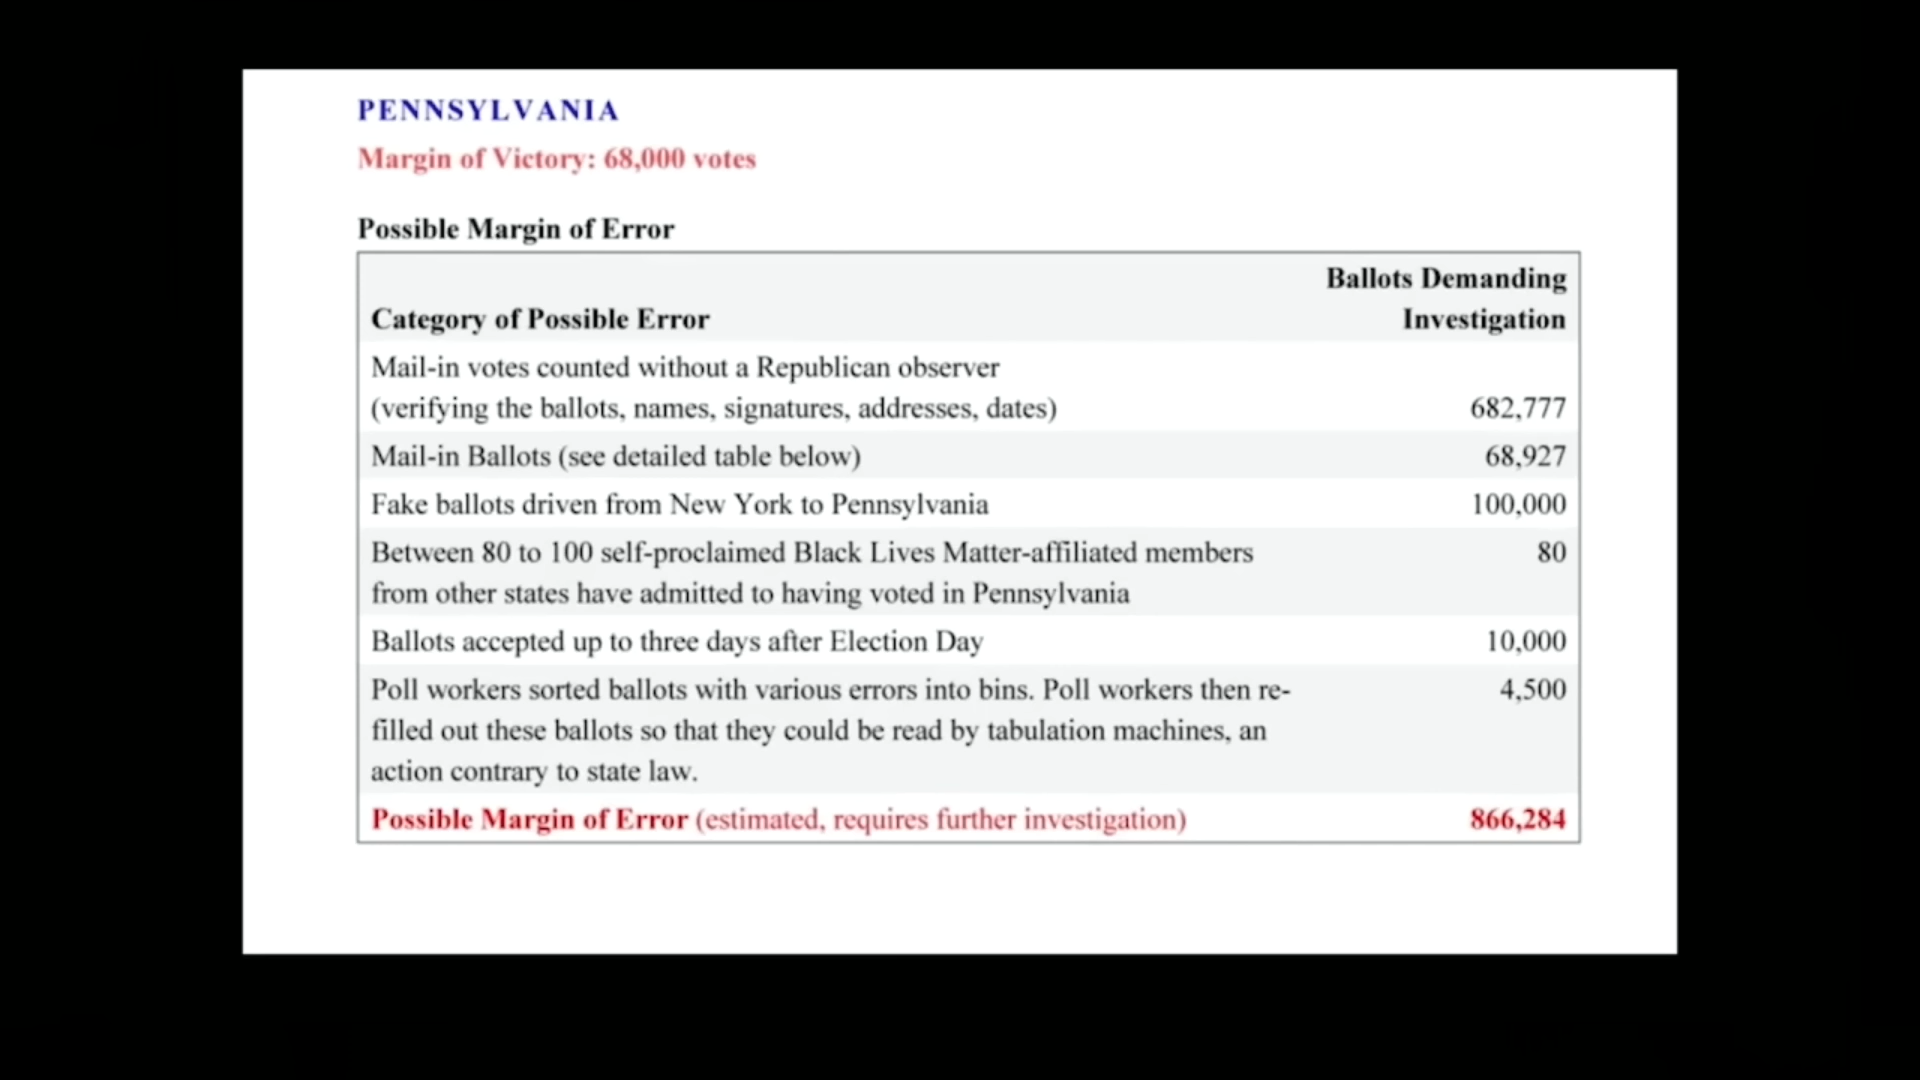 PENNSYLVANIA
Margin of Victory: 68,000 votes
Possible Margin of Error
Ballots Demanding
Category of Possible Error Investigation
Mail-in votes counted without a Republican observer
(verifying the ballots, names, signatures, addresses, dates) 682,777
Mail-in Ballots (see detailed table below) 68,927
Fake ballots driven from New York to Pennsylvania 100,000
Between 80 to 100 self-proclaimed Black Lives Matter-affiliated members 80
from other states have admitted to having voted in Pennsylvania
Ballots accepted up to three days after Election Day 10,000
Poll workers sorted ballots with various errors into bins. Poll workers then re- 4,500
filled out these ballots so that they could be read by tabulation machines, an
action contrary to state law.
Possible Margin of Error (estimated, requires further investigation) 866,284